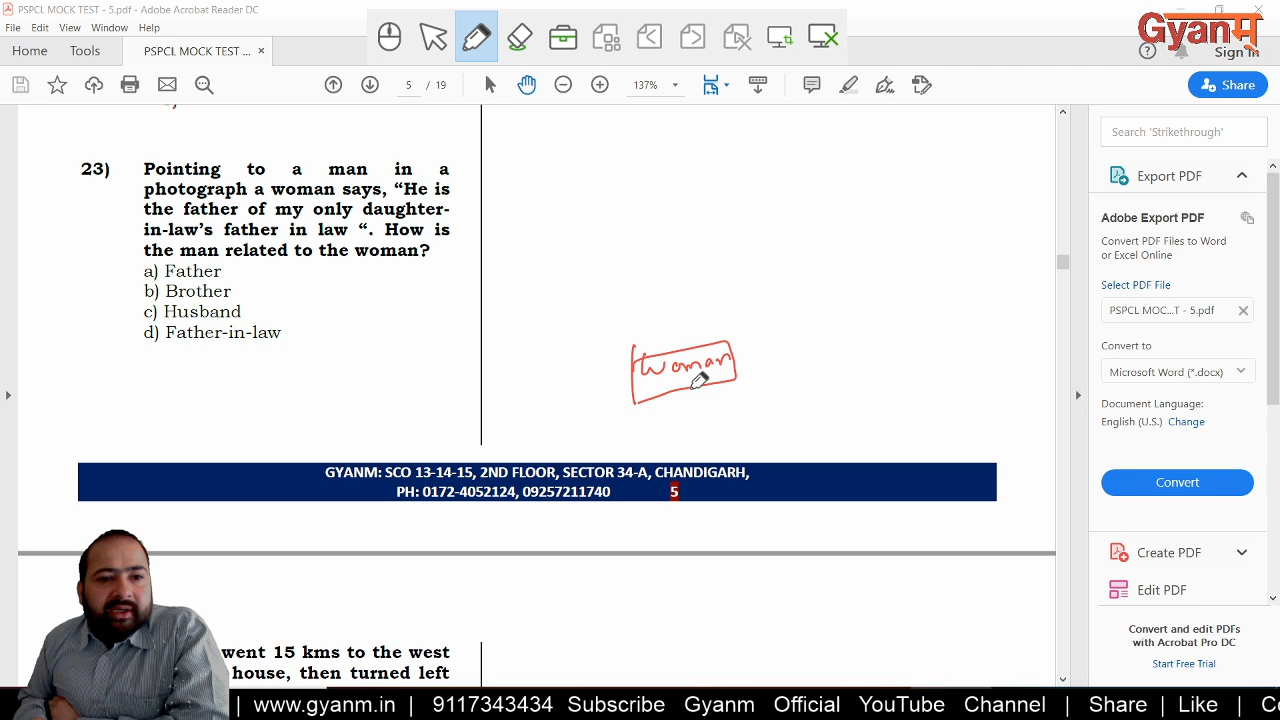 PSPCL MOCK TEST - 5.pdf - Adobe Acrobat Reader DC
File Edit View Window Help
Gyanम्
Home Tools PSPCL MOCK TEST ... × Sign In
5 / 19 137% Share
23) Pointing to a man in a
photograph a woman says, “He is
the father of my only daughter-
in-law’s father in law “. How is
the man related to the woman?
a) Father
b) Brother
c) Husband
d) Father-in-law
Woman
GYANM: SCO 13-14-15, 2ND FLOOR, SECTOR 34-A, CHANDIGARH,
PH: 0172-4052124, 09257211740 5
went 15 kms to the west
house, then turned left
Search 'Strikethrough'
Export PDF
Adobe Export PDF
Convert PDF Files to Word
or Excel Online
Select PDF File
PSPCL MOC...T - 5.pdf ×
Convert to
Microsoft Word (*.docx)
Document Language:
English (U.S.) Change
Convert
Create PDF
Edit PDF
Convert and edit PDFs
with Acrobat Pro DC
Start Free Trial
| www.gyanm.in | 9117343434 Subscribe Gyanm Official YouTube Channel | Share | Like |